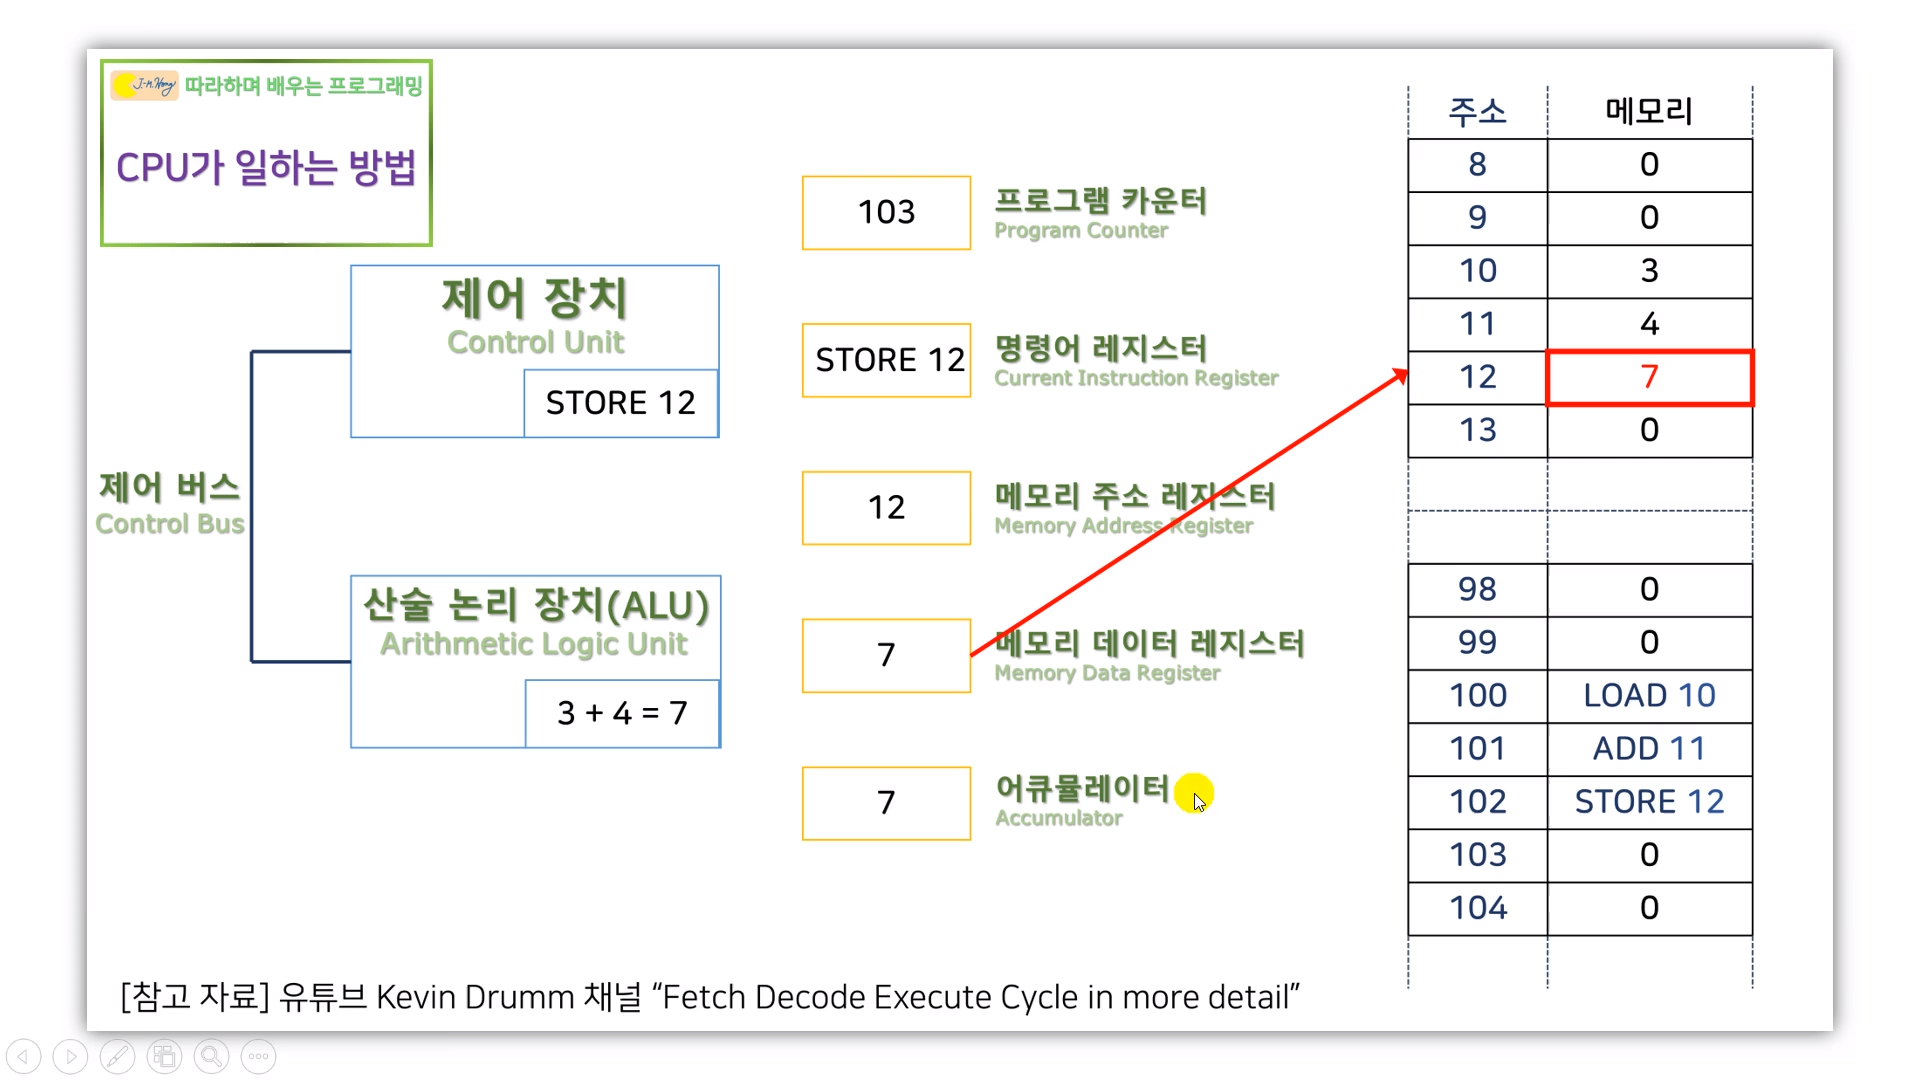 J.-M. Hong 따라하며 배우는 프로그래밍
CPU가 일하는 방법
제어 장치
Control Unit
STORE 12
제어 버스
Control Bus
산술 논리 장치(ALU)
Arithmetic Logic Unit
3 + 4 = 7
103
프로그램 카운터
Program Counter
STORE 12
명령어 레지스터
Current Instruction Register
12
메모리 주소 레지스터
Memory Address Register
7
메모리 데이터 레지스터
Memory Data Register
7
어큐뮬레이터
Accumulator
주소 메모리
8 0
9 0
10 3
11 4
12 7
13 0
98 0
99 0
100 LOAD 10
101 ADD 11
102 STORE 12
103 0
104 0
[참고 자료] 유튜브 Kevin Drumm 채널 “Fetch Decode Execute Cycle in more detail”